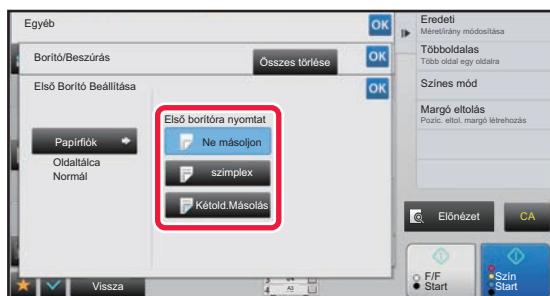 Egyéb
OK
Borító/Beszúrás
Összes törlése
OK
Első Borító Beállítása
OK
Első borítóra nyomtat
Papírfiók
Ne másoljon
Oldaltálca
Normál
szimplex
Kétold.Másolás
Vissza
A3
Eredeti
Méret/irány módosítása
Többoldalas
Több oldal egy oldalra
Színes mód
Margó eltolás
Pozic. eltol. margó létrehozás
Előnézet
CA
F/F
Start
Szín
Start